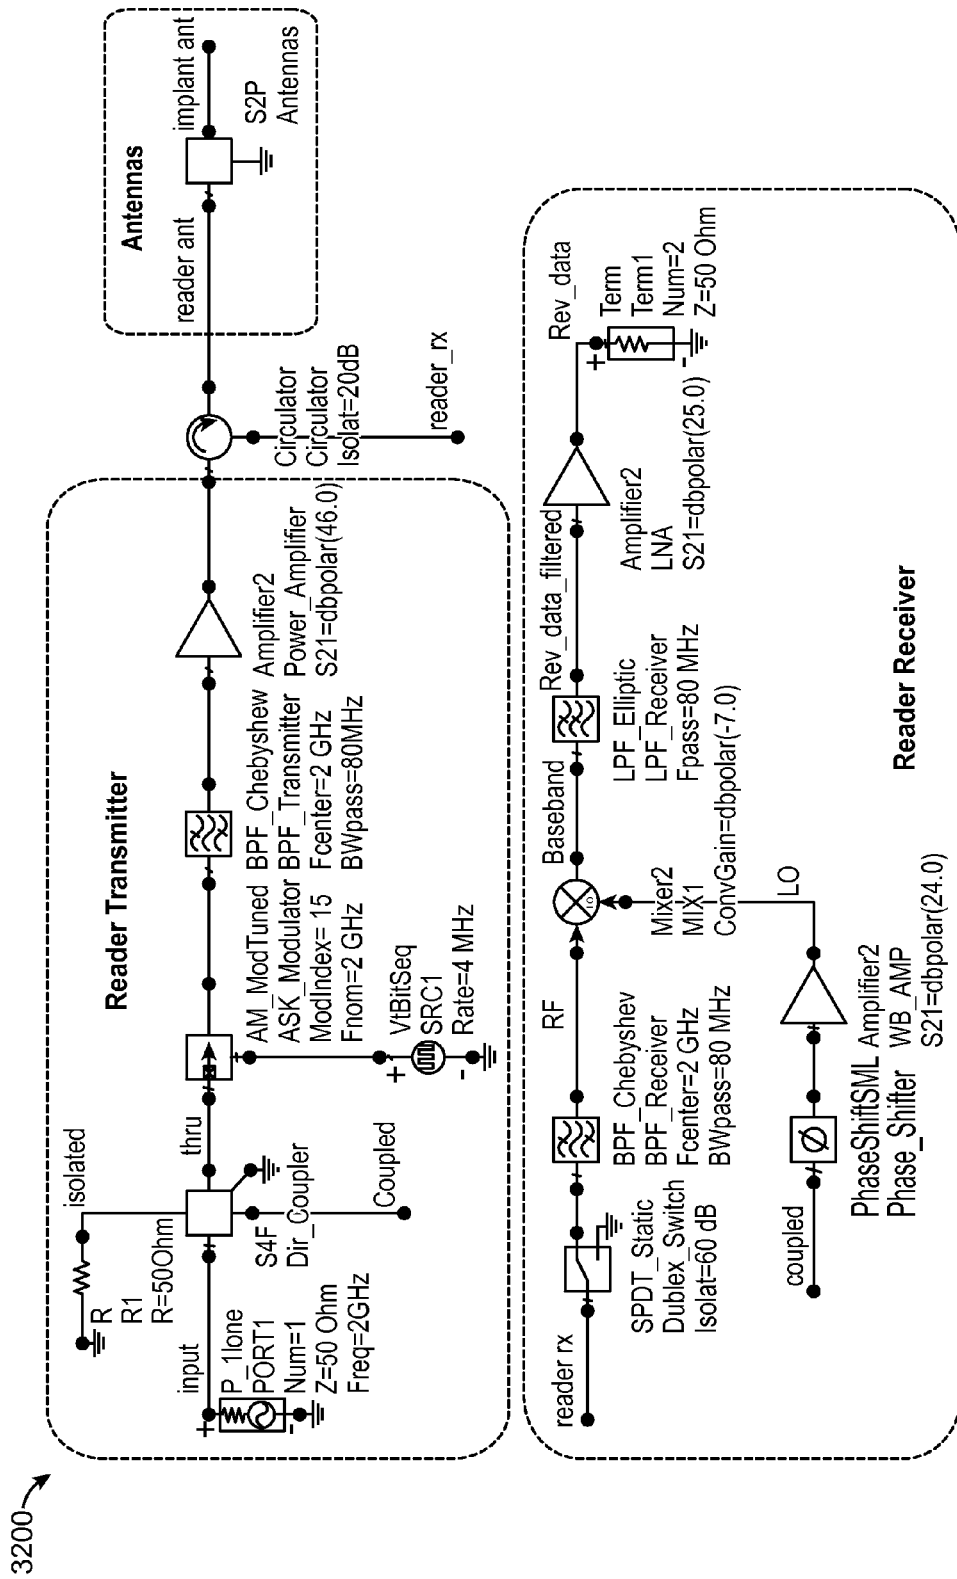 3200
Reader Transmitter
isolated
R
R1
R=50Ohm
input
P_1lone
PORT1
Num=1
Z=50 Ohm
Freq=2GHz
thru
S4F
Dir_Coupler
Coupled
AM_ModTuned
ASK_Modulator
ModIndex= 15
Fnom=2 GHz
VtBitSeq
SRC1
Rate=4 MHz
BPF_Chebyshew
BPF_Transmitter
Fcenter=2 GHz
BWpass=80MHz
Amplifier2
Power_Amplifier
S21=dbpolar(46.0)
Circulator
Circulator
Isolat=20dB
reader_rx
Antennas
reader ant
implant ant
S2P
Antennas
reader rx
SPDT_Static
Dublex_Switch
Isolat=60 dB
BPF_Chebyshev
BPF_Receiver
Fcenter=2 GHz
BWpass=80 MHz
RF
LO
Mixer2
MIX1
ConvGain=dbpolar(-7.0)
LO
Baseband
LPF_Elliptic
LPF_Receiver
Fpass=80 MHz
Rev_data_filtered
Amplifier2
LNA
S21=dbpolar(25.0)
Rev_data
Term
Term1
Num=2
Z=50 Ohm
coupled
PhaseShiftSML
Phase_Shifter
Amplifier2
WB_AMP
S21=dbpolar(24.0)
Reader Receiver